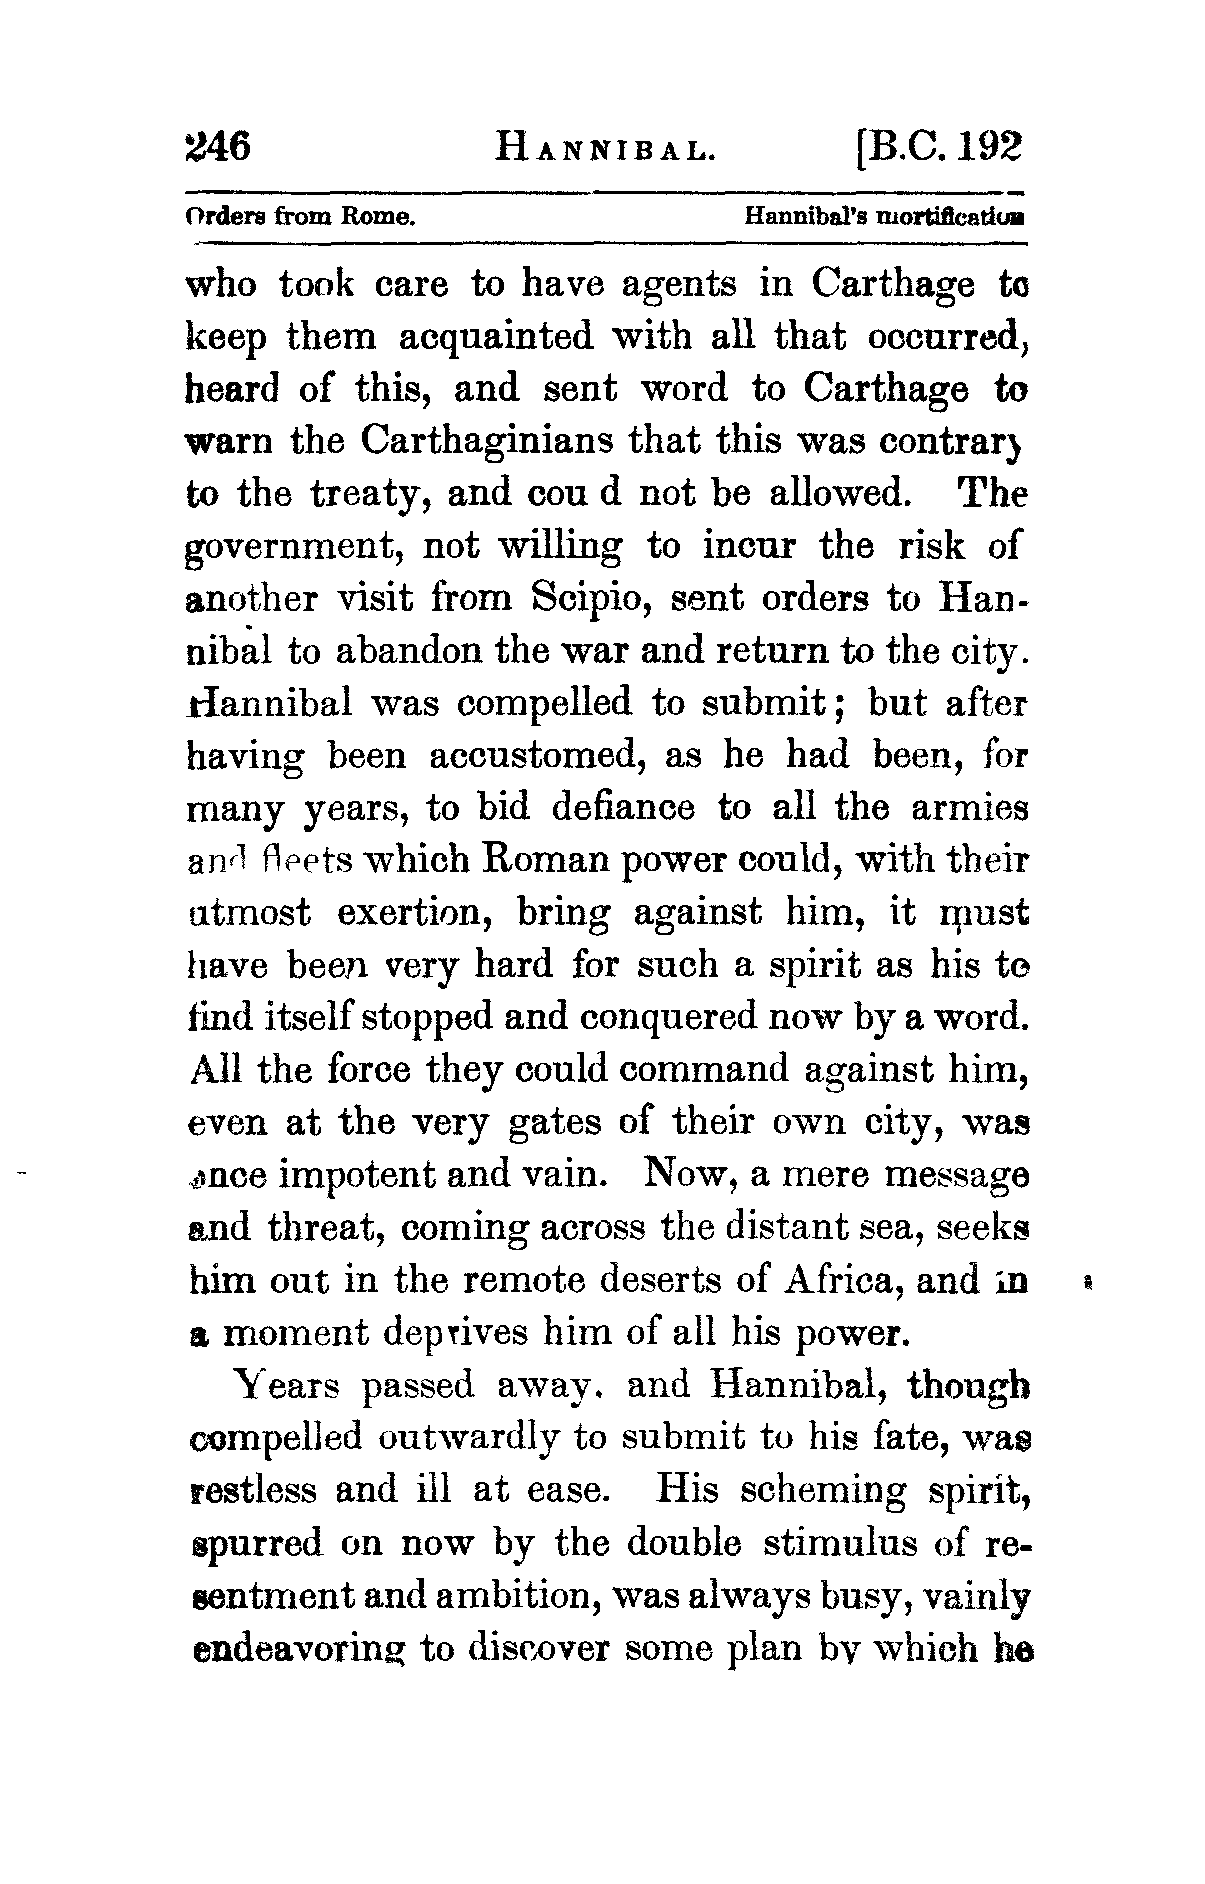 246 HANNIBAL. [B.C. 192
Orders from Rome. Hannibal's mortification
who took care to have agents in Carthage to
keep them acquainted with all that occurred,
heard of this, and sent word to Carthage to
warn the Carthaginians that this was contrary
to the treaty, and cou d not be allowed. The
government, not willing to incur the risk of
another visit from Scipio, sent orders to Han-
nibal to abandon the war and return to the city.
Hannibal was compelled to submit; but after
having been accustomed, as he had been, for
many years, to bid defiance to all the armies
and fleets which Roman power could, with their
utmost exertion, bring against him, it must
have been very hard for such a spirit as his to
find itself stopped and conquered now by a word.
All the force they could command against him,
even at the very gates of their own city, was
once impotent and vain. Now, a mere message
and threat, coming across the distant sea, seeks
him out in the remote deserts of Africa, and in
a moment deprives him of all his power.
Years passed away. and Hannibal, though
compelled outwardly to submit to his fate, was
restless and ill at ease. His scheming spirit,
spurred on now by the double stimulus of re-
sentment and ambition, was always busy, vainly
endeavoring to discover some plan by which he